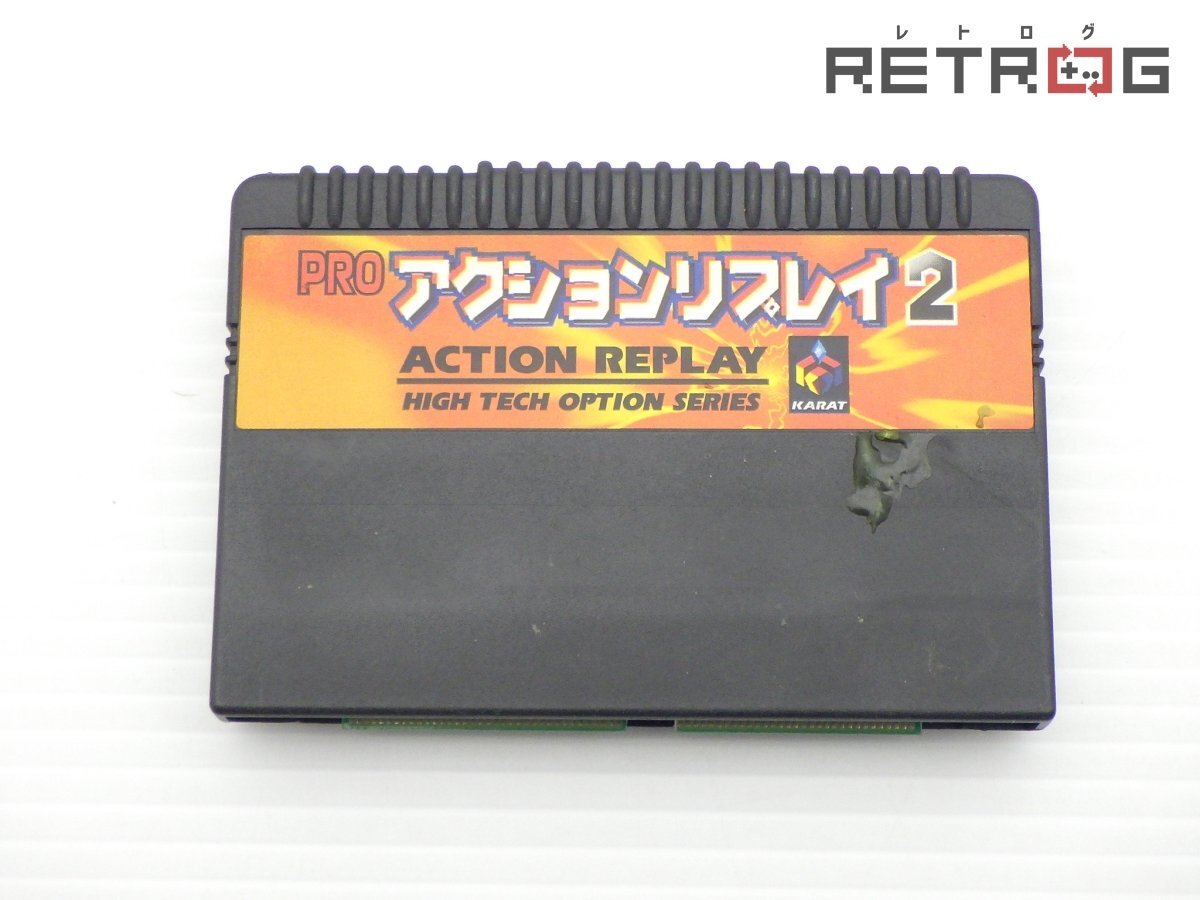 レトログ
RETROG
PRO アクションリプレイ2
ACTION REPLAY
HIGH TECH OPTION SERIES
KARAT